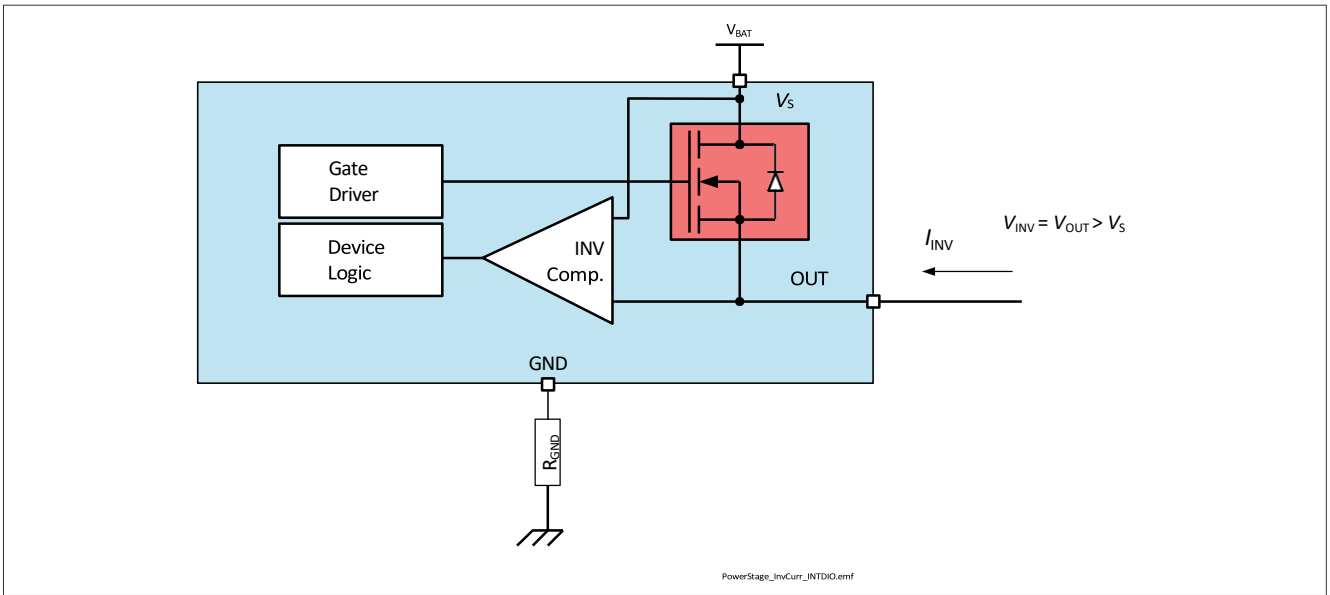 VBAT
VS
Gate
Driver
Device
Logic
INV
Comp.
OUT
IINV
VINV = VOUT > VS
GND
RGND
PowerStage_InvCurr_INTDIO.emf